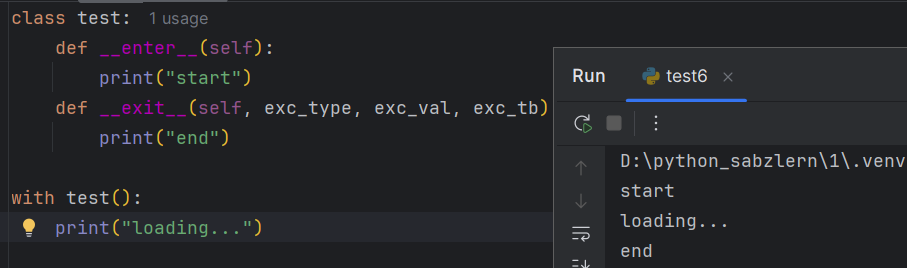 class test:  1 usage
    def __enter__(self):
        print("start")
    def __exit__(self, exc_type, exc_val, exc_tb)
        print("end")

with test():
    print("loading...")
Run  test6 ×
D:\python_sabzlern\1\.venv
start
loading...
end